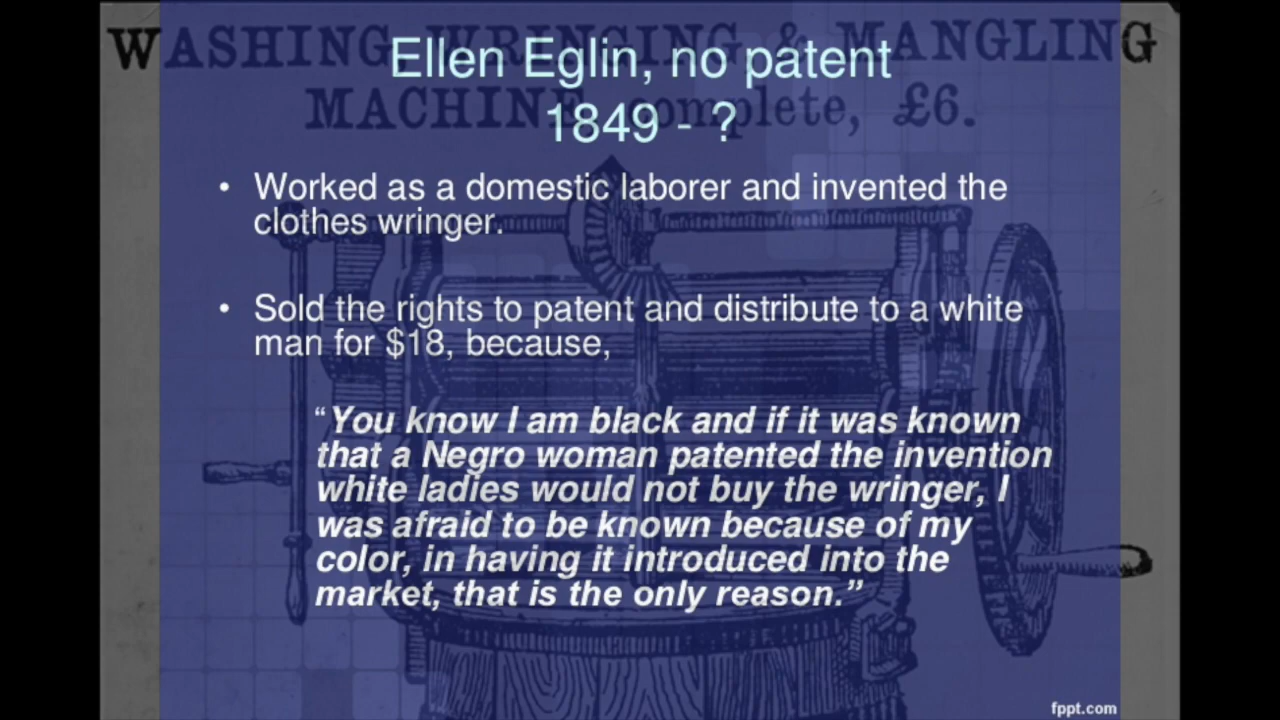 WASHING WRINGING & MANGLING
MACHINE complete, £6.
Ellen Eglin, no patent
1849 - ?
• Worked as a domestic laborer and invented the
clothes wringer.
• Sold the rights to patent and distribute to a white
man for $18, because,
“You know I am black and if it was known
that a Negro woman patented the invention
white ladies would not buy the wringer, I
was afraid to be known because of my
color, in having it introduced into the
market, that is the only reason.”
fppt.com